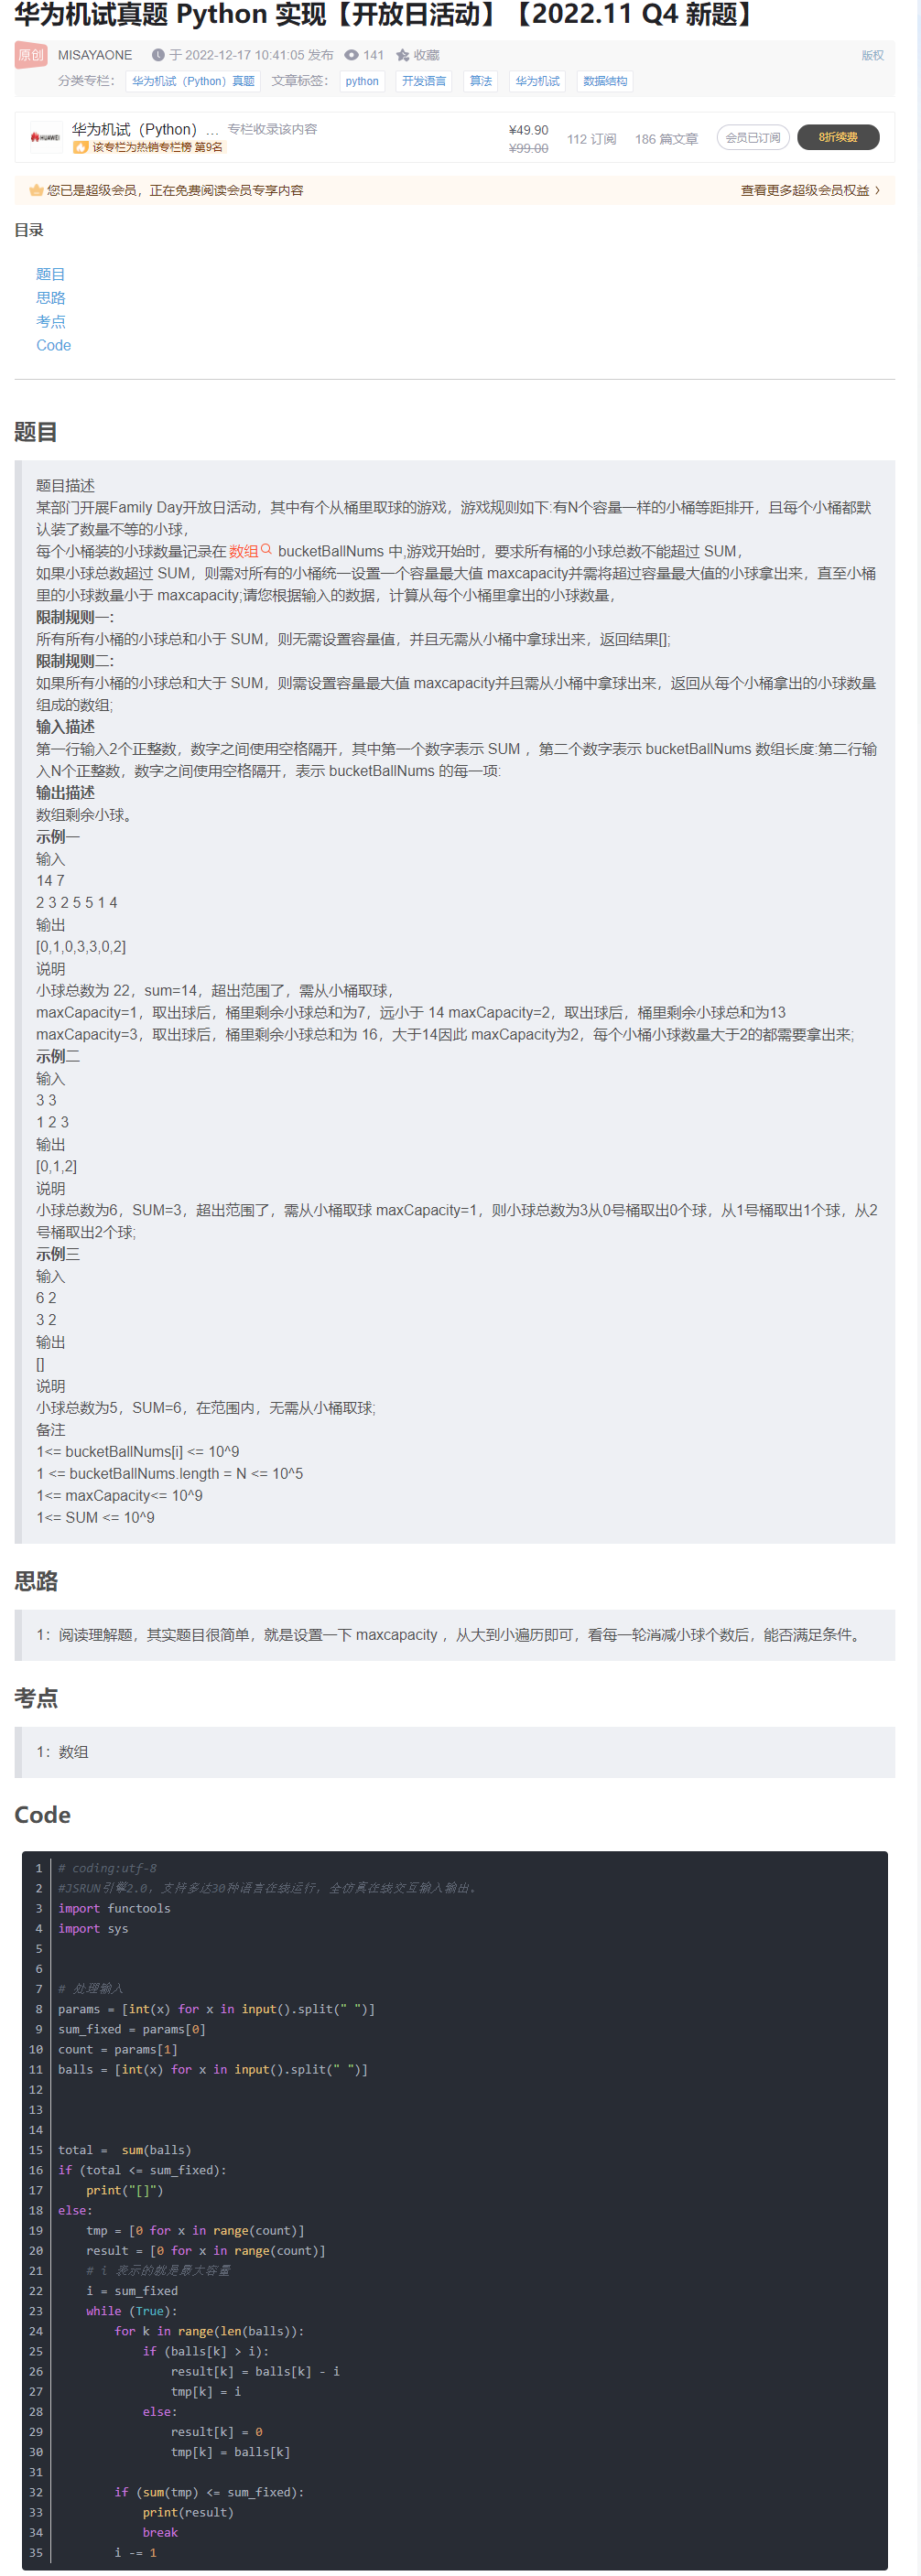 华为机试真题 Python 实现【开放日活动】【2022.11 Q4 新题】
原创 MISAYAONE 于 2022-12-17 10:41:05 发布 141 收藏 版权
分类专栏： 华为机试（Python）真题 文章标签： python 开发语言 算法 华为机试 数据结构
HUAWEI 华为机试（Python）... 专栏收录该内容 ¥49.90 112 订阅 186 篇文章 会员已订阅 8折续费
该专栏为热销专栏榜 第9名 ¥99.00
您已是超级会员，正在免费阅读会员专享内容 查看更多超级会员权益 >
目录
题目
思路
考点
Code
题目
题目描述
某部门开展Family Day开放日活动，其中有个从桶里取球的游戏，游戏规则如下:有N个容量一样的小桶等距排开，且每个小桶都默
认装了数量不等的小球，
每个小桶装的小球数量记录在 数组 bucketBallNums 中,游戏开始时，要求所有桶的小球总数不能超过 SUM，
如果小球总数超过 SUM，则需对所有的小桶统一设置一个容量最大值 maxcapacity并需将超过容量最大值的小球拿出来，直至小桶
里的小球数量小于 maxcapacity;请您根据输入的数据，计算从每个小桶里拿出的小球数量，
限制规则一：
所有所有小桶的小球总和小于 SUM，则无需设置容量值，并且无需从小桶中拿球出来，返回结果[];
限制规则二：
如果所有小桶的小球总和大于 SUM，则需设置容量最大值 maxcapacity并且需从小桶中拿球出来，返回从每个小桶拿出的小球数量
组成的数组;
输入描述
第一行输入2个正整数，数字之间使用空格隔开，其中第一个数字表示 SUM ，第二个数字表示 bucketBallNums 数组长度:第二行输
入N个正整数，数字之间使用空格隔开，表示 bucketBallNums 的每一项:
输出描述
数组剩余小球。
示例一
输入
14 7
2 3 2 5 5 1 4
输出
[0,1,0,3,3,0,2]
说明
小球总数为 22，sum=14，超出范围了，需从小桶取球，
maxCapacity=1，取出球后，桶里剩余小球总和为7，远小于 14 maxCapacity=2，取出球后，桶里剩余小球总和为13
maxCapacity=3，取出球后，桶里剩余小球总和为 16，大于14因此 maxCapacity为2，每个小桶小球数量大于2的都需要拿出来;
示例二
输入
3 3
1 2 3
输出
[0,1,2]
说明
小球总数为6，SUM=3，超出范围了，需从小桶取球 maxCapacity=1，则小球总数为3从0号桶取出0个球，从1号桶取出1个球，从2
号桶取出2个球;
示例三
输入
6 2
3 2
输出
[]
说明
小球总数为5，SUM=6，在范围内，无需从小桶取球;
备注
1<= bucketBallNums[i] <= 10^9
1 <= bucketBallNums.length = N <= 10^5
1<= maxCapacity<= 10^9
1<= SUM <= 10^9
思路
1：阅读理解题，其实题目很简单，就是设置一下 maxcapacity ，从大到小遍历即可，看每一轮消减小球个数后，能否满足条件。
考点
1：数组
Code
1 # coding:utf-8
2 #JSRUN引擎2.0，支持多达30种语言在线运行，全仿真在线交互输入输出。
3 import functools
4 import sys
5
6
7 # 处理输入
8 params = [int(x) for x in input().split(" ")]
9 sum_fixed = params[0]
10 count = params[1]
11 balls = [int(x) for x in input().split(" ")]
12
13
14
15 total =  sum(balls)
16 if (total <= sum_fixed):
17     print("[]")
18 else:
19     tmp = [0 for x in range(count)]
20     result = [0 for x in range(count)]
21     # i 表示的就是最大容量
22     i = sum_fixed
23     while (True):
24         for k in range(len(balls)):
25             if (balls[k] > i):
26                 result[k] = balls[k] - i
27                 tmp[k] = i
28             else:
29                 result[k] = 0
30                 tmp[k] = balls[k]
31
32         if (sum(tmp) <= sum_fixed):
33             print(result)
34             break
35         i -= 1